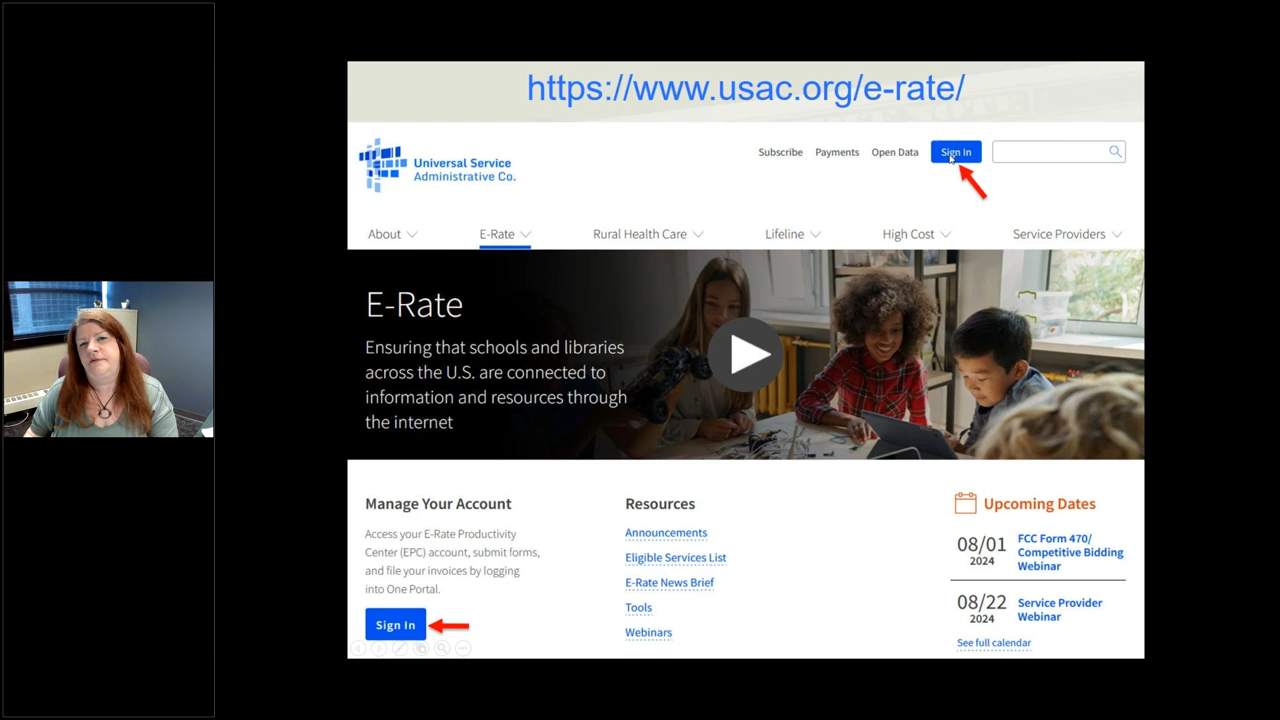 https://www.usac.org/e-rate/
Universal Service
Administrative Co.
Subscribe Payments Open Data Sign In
About E-Rate Rural Health Care Lifeline High Cost Service Providers
E-Rate
Ensuring that schools and libraries
across the U.S. are connected to
information and resources through
the internet
Manage Your Account
Access your E-Rate Productivity
Center (EPC) account, submit forms,
and file your invoices by logging
into One Portal.
Sign In
Resources
Announcements
Eligible Services List
E-Rate News Brief
Tools
Webinars
Upcoming Dates
08/01
2024
FCC Form 470/
Competitive Bidding
Webinar
08/22
2024
Service Provider
Webinar
See full calendar